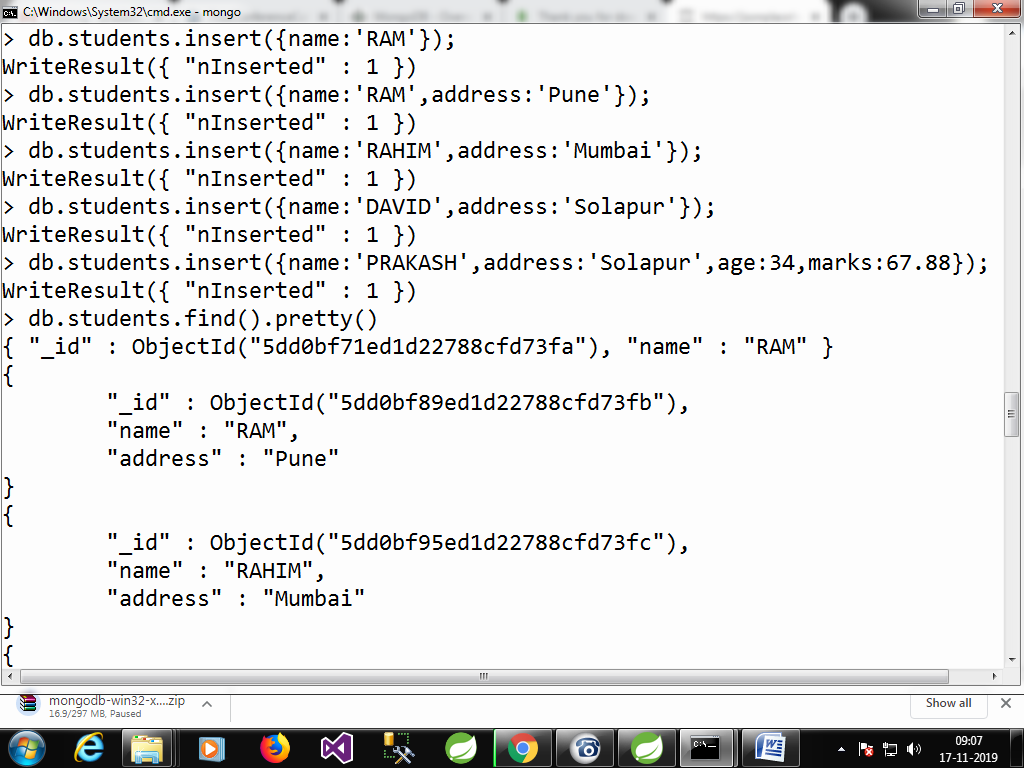 C:\Windows\System32\cmd.exe - mongo
> db.students.insert({name:'RAM'});
WriteResult({ "nInserted" : 1 })
> db.students.insert({name:'RAM',address:'Pune'});
WriteResult({ "nInserted" : 1 })
> db.students.insert({name:'RAHIM',address:'Mumbai'});
WriteResult({ "nInserted" : 1 })
> db.students.insert({name:'DAVID',address:'Solapur'});
WriteResult({ "nInserted" : 1 })
> db.students.insert({name:'PRAKASH',address:'Solapur',age:34,marks:67.88});
WriteResult({ "nInserted" : 1 })
> db.students.find().pretty()
{ "_id" : ObjectId("5dd0bf71ed1d22788cfd73fa"), "name" : "RAM" }
{
        "_id" : ObjectId("5dd0bf89ed1d22788cfd73fb"),
        "name" : "RAM",
        "address" : "Pune"
}
{
        "_id" : ObjectId("5dd0bf95ed1d22788cfd73fc"),
        "name" : "RAHIM",
        "address" : "Mumbai"
}
{
mongodb-win32-x....zip
16.9/297 MB, Paused
Show all
09:07
17-11-2019